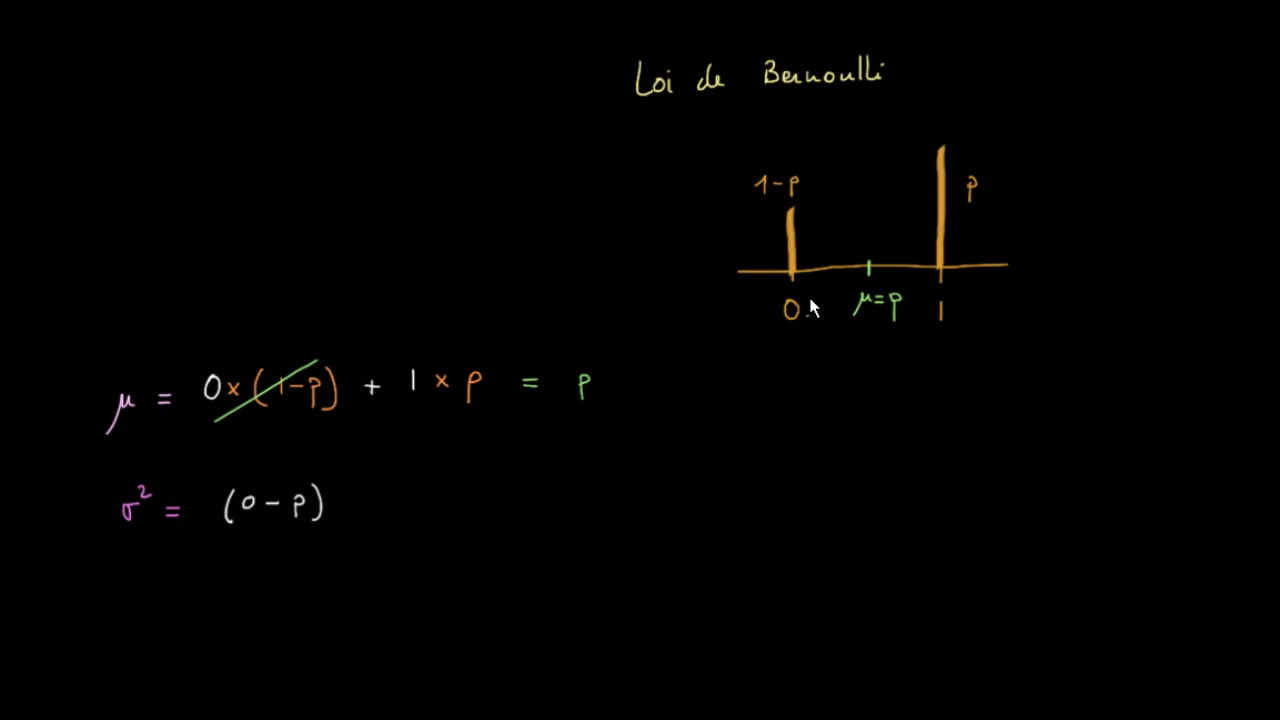 Loi de Bernoulli
1-p p
0 μ=p 1
μ = 0×(1-p) + 1 × p = p
σ² = (0-p)